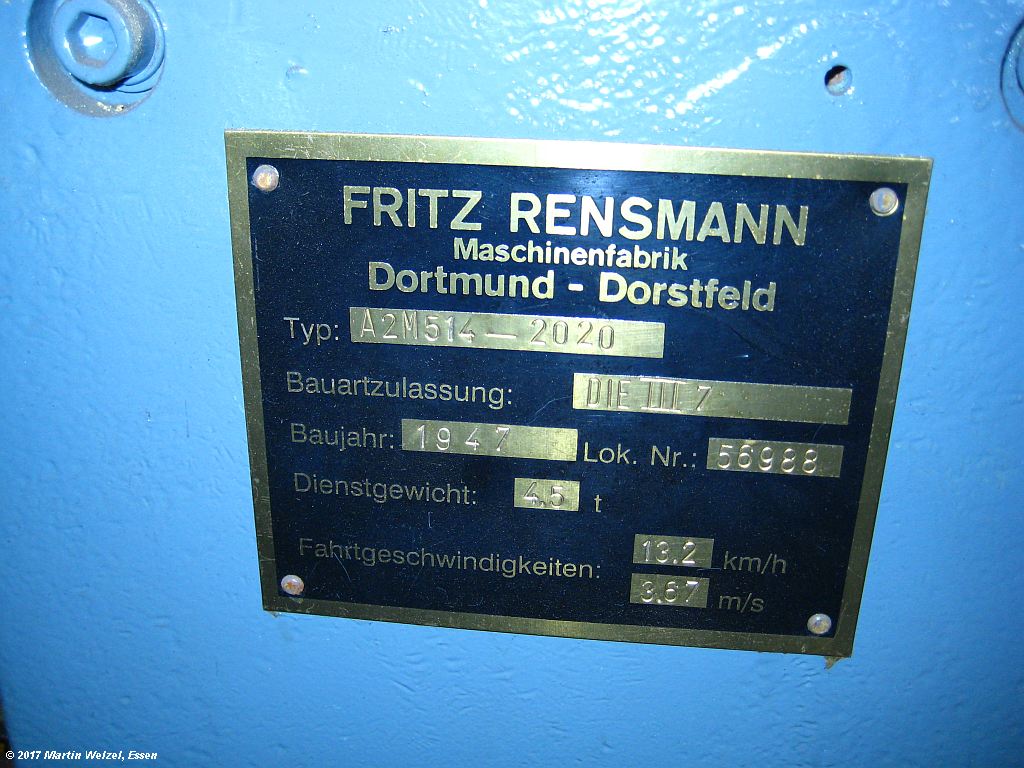 FRITZ RENSMANN
Maschinenfabrik
Dortmund - Dorstfeld
Typ: A2M514 — 2020
Bauartzulassung: DIE III 7
Baujahr: 1947 Lok. Nr.: 56988
Dienstgewicht: 4.5 t
Fahrtgeschwindigkeiten: 13.2 km/h
3.67 m/s
© 2017 Martin Welzel, Essen